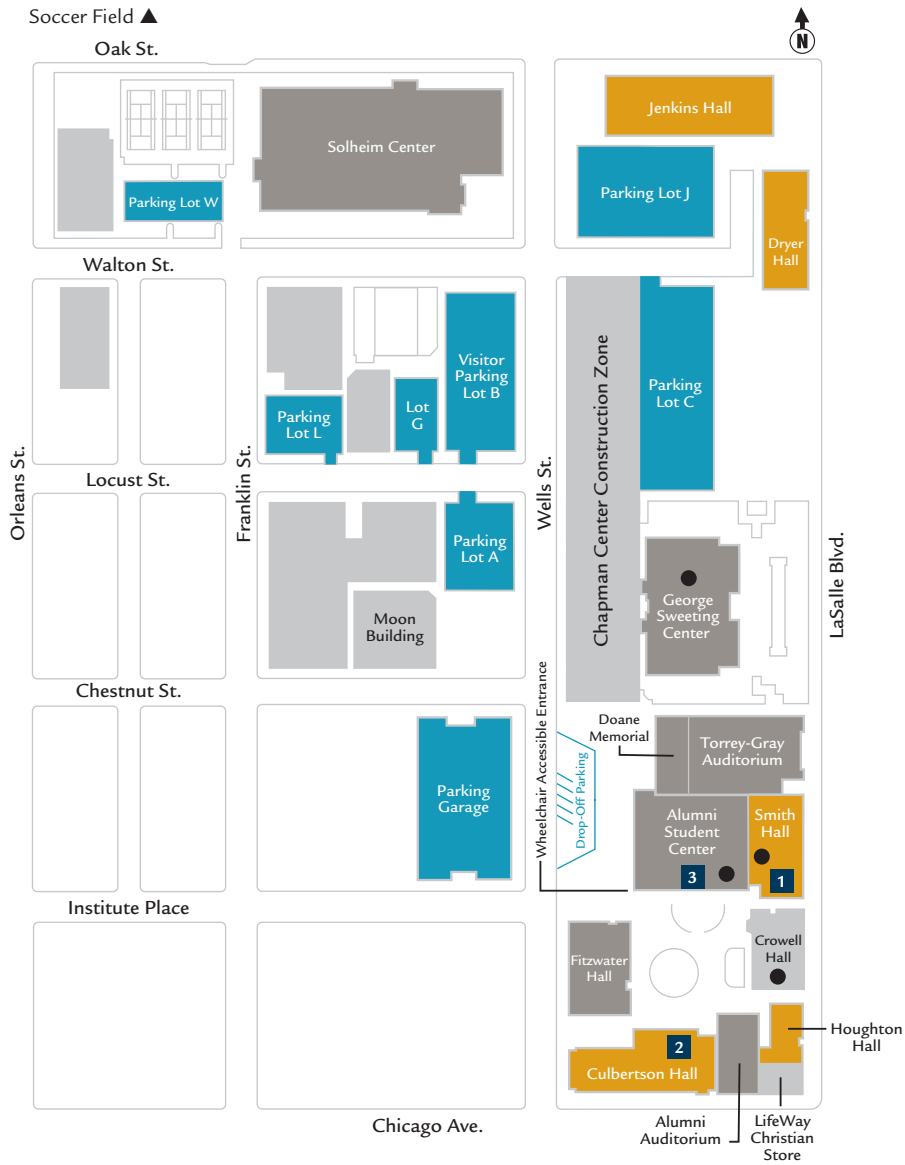 Soccer Field ▲
N
Oak St.
Jenkins Hall
Solheim Center
Parking Lot W
Parking Lot J
Dryer
Hall
Walton St.
Visitor
Parking
Lot B
Parking
Lot L
Lot
G
Parking
Lot C
Chapman Center Construction Zone
Orleans St.
Franklin St.
Wells St.
LaSalle Blvd.
Locust St.
Parking
Lot A
Moon
Building
George
Sweeting
Center
Chestnut St.
Wheelchair Accessible Entrance
Doane
Memorial
Torrey-Gray
Auditorium
Parking
Garage
Drop-Off Parking
Alumni
Student
Center
3
Smith
Hall
1
Institute Place
Fitzwater
Hall
Crowell
Hall
Houghton
Hall
2
Culbertson Hall
Chicago Ave.
Alumni
Auditorium
LifeWay
Christian
Store